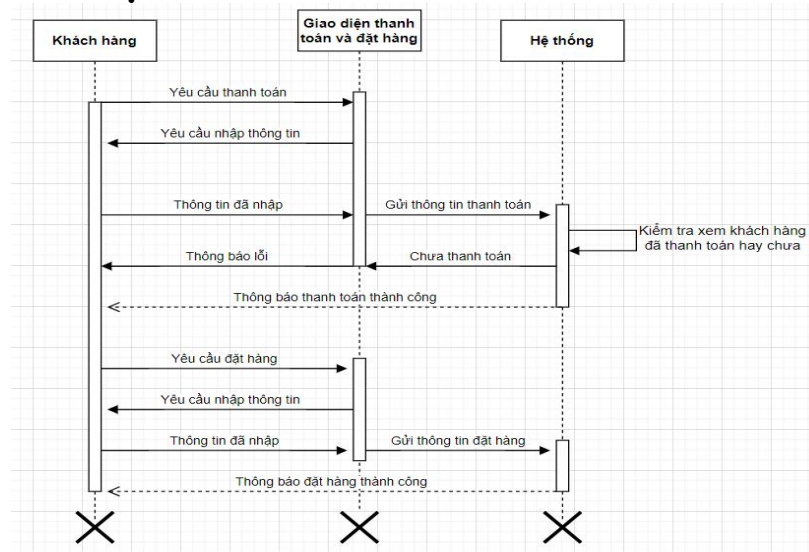 Giao diện thanh
toán và đặt hàng
Khách hàng
Hệ thống
Yêu cầu thanh toán
Yêu cầu nhập thông tin
Thông tin đã nhập
Gửi thông tin thanh toán
Kiểm tra xem khách hàng
đã thanh toán hay chưa
Thông báo lỗi
Chưa thanh toán
Thông báo thanh toán thành công
Yêu cầu đặt hàng
Yêu cầu nhập thông tin
Thông tin đã nhập
Gửi thông tin đặt hàng
Thông báo đặt hàng thành công